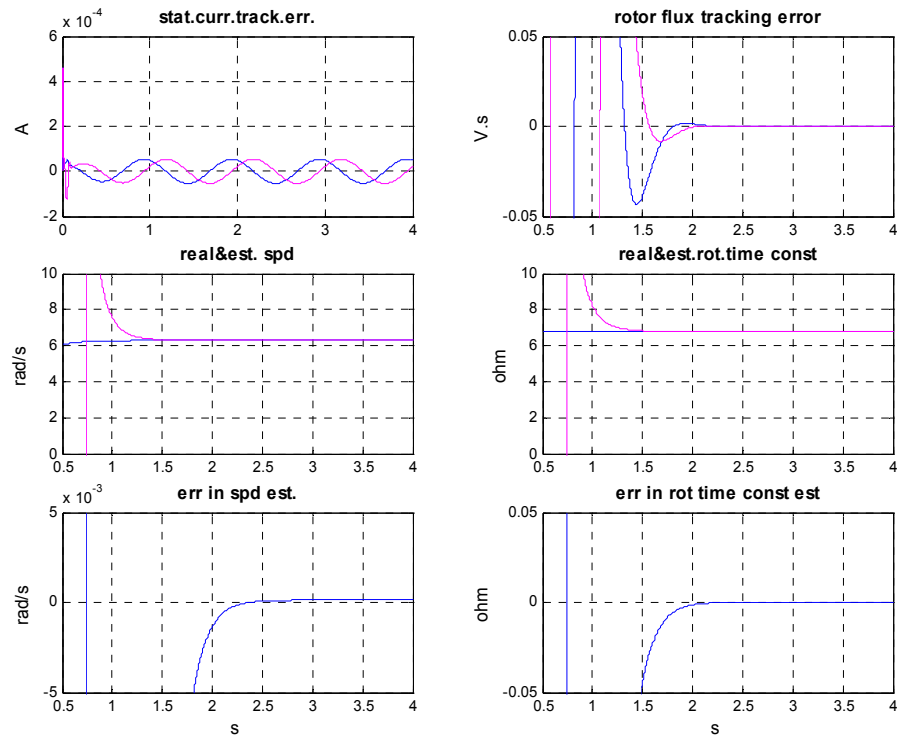 stat.curr.track.err.
x 10-4
A
6
4
2
0
-2
0 1 2 3 4
rotor flux tracking error
V.s
0.05
0
-0.05
0.5 1 1.5 2 2.5 3 3.5 4
real&est. spd
rad/s
10
8
6
4
2
0
0.5 1 1.5 2 2.5 3 3.5 4
real&est.rot.time const
ohm
10
8
6
4
2
0
0.5 1 1.5 2 2.5 3 3.5 4
err in spd est.
x 10-3
rad/s
5
0
-5
0.5 1 1.5 2 2.5 3 3.5 4
s
err in rot time const est
ohm
0.05
0
-0.05
0.5 1 1.5 2 2.5 3 3.5 4
s